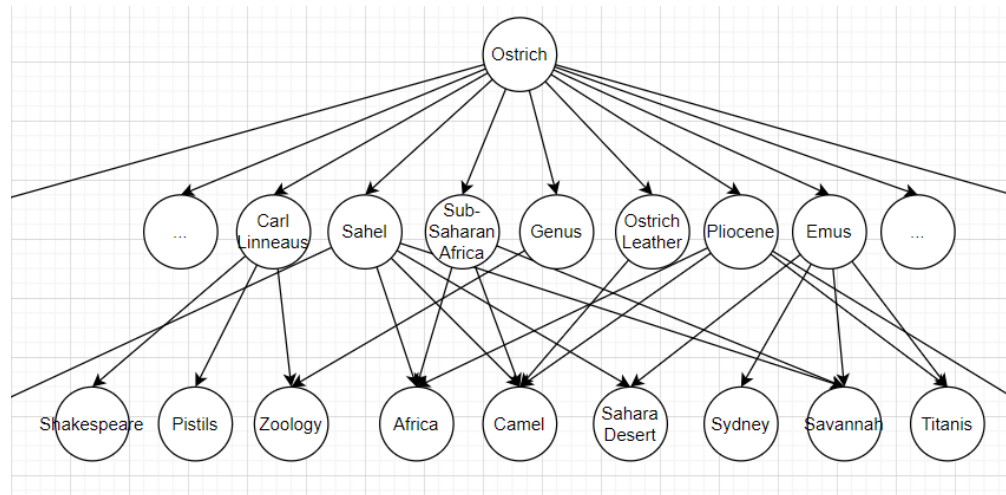 Ostrich
...
Carl
Linneaus
Sahel
Sub-
Saharan
Africa
Genus
Ostrich
Leather
Pliocene
Emus
...
Shakespeare
Pistils
Zoology
Africa
Camel
Sahara
Desert
Sydney
Savannah
Titanis